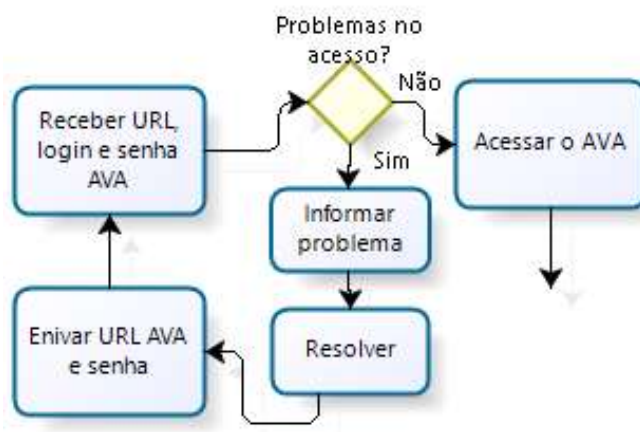 Problemas no
acesso?
Não
Receber URL,
login e senha
AVA
Acessar o AVA
Sim
Informar
problema
Enivar URL AVA
e senha
Resolver